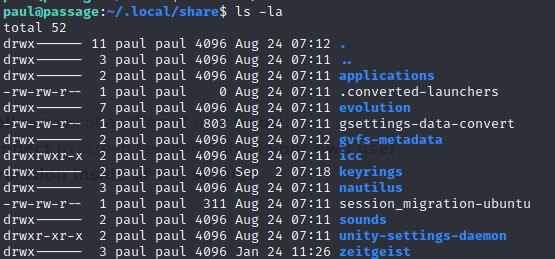 paul@passage:~/.local/share$ ls -la
total 52
drwx------ 11 paul paul 4096 Aug 24 07:12 .
drwx------ 3 paul paul 4096 Aug 24 07:11 ..
drwx------ 2 paul paul 4096 Aug 24 07:11 applications
-rw-rw-r-- 1 paul paul 0 Aug 24 07:11 .converted-launchers
drwx------ 7 paul paul 4096 Aug 24 07:11 evolution
-rw-rw-r-- 1 paul paul 803 Aug 24 07:11 gsettings-data-convert
drwx------ 2 paul paul 4096 Aug 24 07:12 gvfs-metadata
drwxrwxr-x 2 paul paul 4096 Aug 24 07:11 icc
drwx------ 2 paul paul 4096 Sep 2 07:18 keyrings
drwx------ 3 paul paul 4096 Aug 24 07:11 nautilus
-rw-rw-r-- 1 paul paul 311 Aug 24 07:11 session_migration-ubuntu
drwx------ 2 paul paul 4096 Aug 24 07:11 sounds
drwxr-xr-x 2 paul paul 4096 Aug 24 07:11 unity-settings-daemon
drwx------ 3 paul paul 4096 Jan 24 11:26 zeitgeist